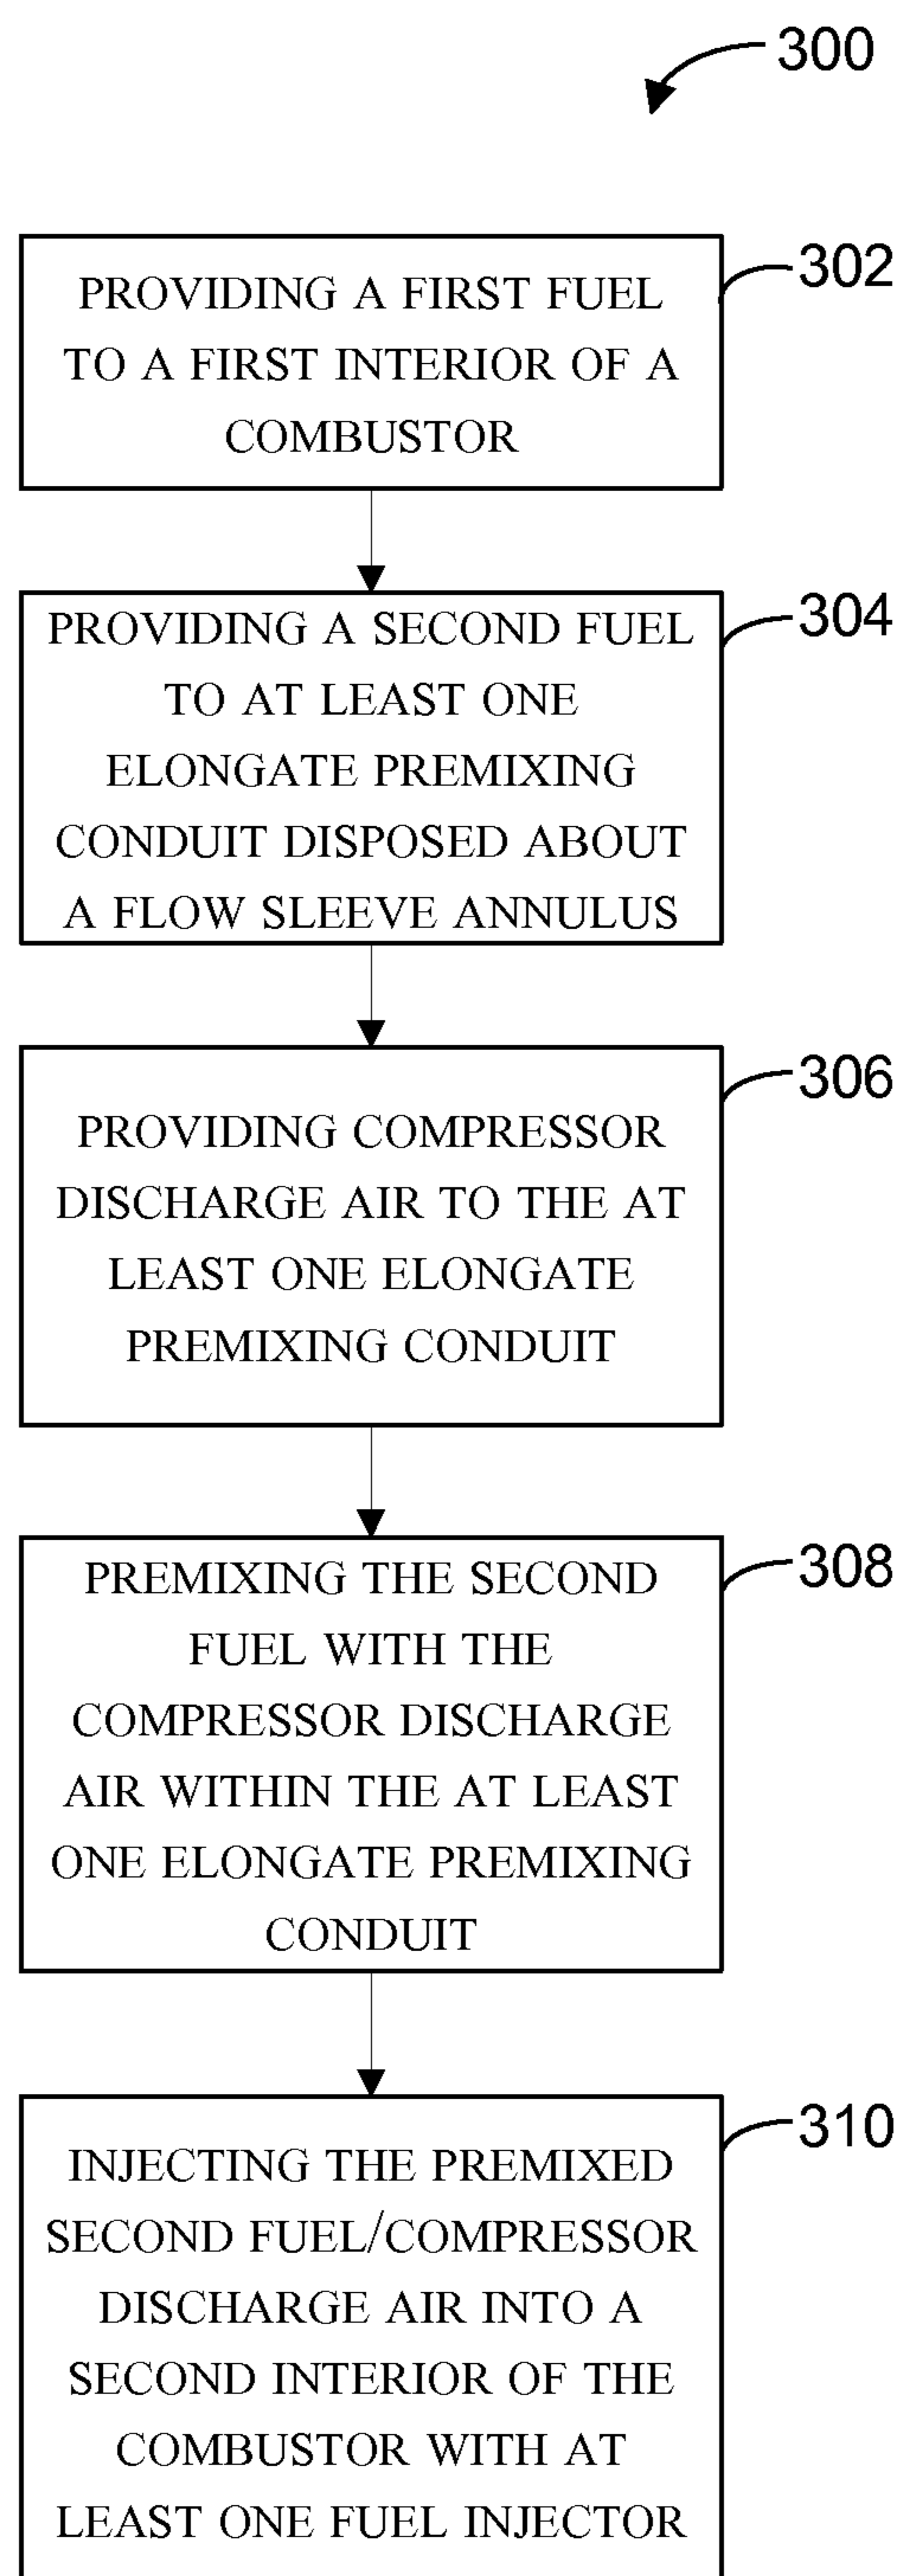 300
302
PROVIDING A FIRST FUEL
TO A FIRST INTERIOR OF A
COMBUSTOR
304
PROVIDING A SECOND FUEL
TO AT LEAST ONE
ELONGATE PREMIXING
CONDUIT DISPOSED ABOUT
A FLOW SLEEVE ANNULUS
306
PROVIDING COMPRESSOR
DISCHARGE AIR TO THE AT
LEAST ONE ELONGATE
PREMIXING CONDUIT
308
PREMIXING THE SECOND
FUEL WITH THE
COMPRESSOR DISCHARGE
AIR WITHIN THE AT LEAST
ONE ELONGATE PREMIXING
CONDUIT
310
INJECTING THE PREMIXED
SECOND FUEL/COMPRESSOR
DISCHARGE AIR INTO A
SECOND INTERIOR OF THE
COMBUSTOR WITH AT
LEAST ONE FUEL INJECTOR